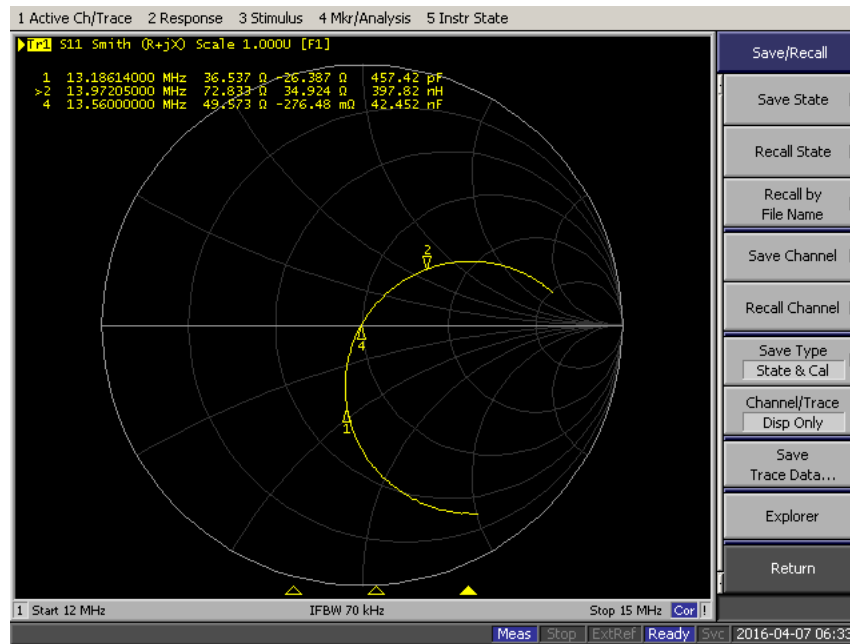 1 Active Ch/Trace 2 Response 3 Stimulus 4 Mkr/Analysis 5 Instr State
Tr1 S11 Smith (R+jX) Scale 1.000U [F1]
1 13.18614000 MHz 36.537 Ω -26.387 Ω 457.42 pF
>2 13.97205000 MHz 72.833 Ω 34.924 Ω 397.82 nH
4 13.56000000 MHz 49.573 Ω -276.48 mΩ 42.452 nF
2
4
1
1 Start 12 MHz IFBW 70 kHz Stop 15 MHz Cor !
Meas Stop ExtRef Ready Svc 2016-04-07 06:33
Save/Recall
Save State
Recall State
Recall by
File Name
Save Channel
Recall Channel
Save Type
State & Cal
Channel/Trace
Disp Only
Save
Trace Data...
Explorer
Return